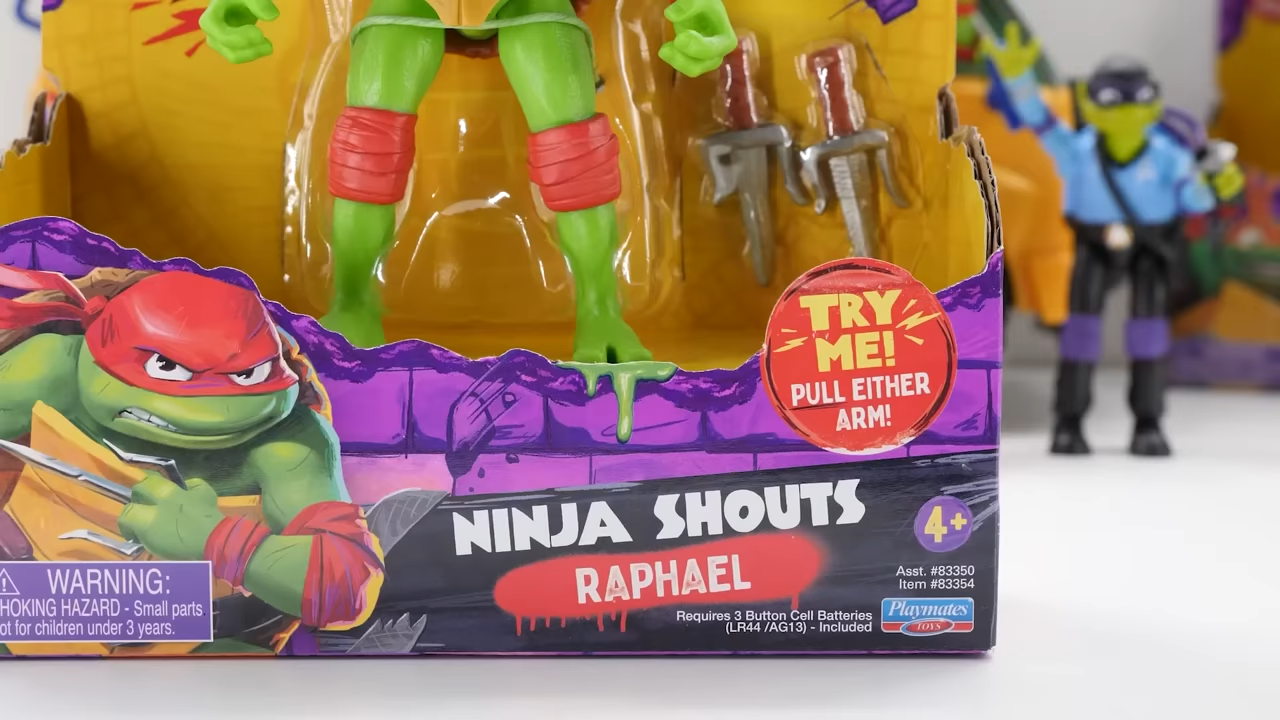 TRY
ME!
PULL EITHER
ARM!
NINJA SHOUTS
RAPHAEL
4+
Asst. #83350
Item #83354
Requires 3 Button Cell Batteries
(LR44 /AG13) - Included
Playmates
TOYS
WARNING:
HOKING HAZARD - Small parts
ot for children under 3 years.